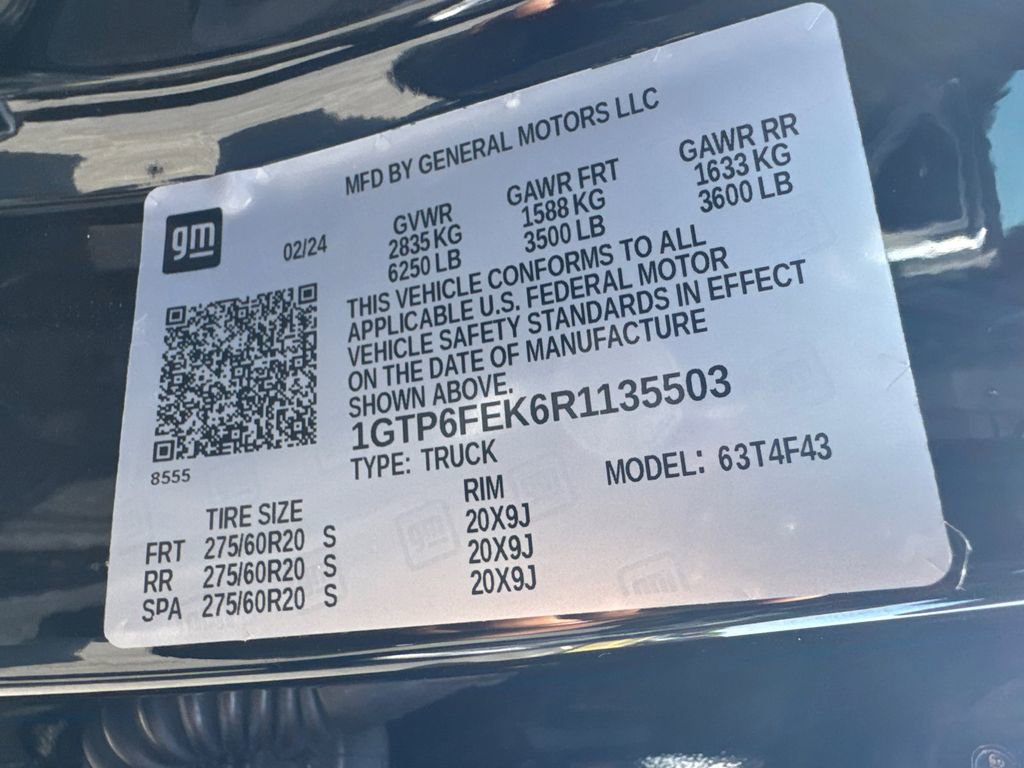 MFD BY GENERAL MOTORS LLC
gm
02/24
GVWR
2835 KG
6250 LB
GAWR FRT
1588 KG
3500 LB
GAWR RR
1633 KG
3600 LB
THIS VEHICLE CONFORMS TO ALL
APPLICABLE U.S. FEDERAL MOTOR
VEHICLE SAFETY STANDARDS IN EFFECT
ON THE DATE OF MANUFACTURE
SHOWN ABOVE.
1GTP6FEK6R1135503
8555
TYPE: TRUCK
MODEL: 63T4F43
TIRE SIZE RIM
FRT 275/60R20 S 20X9J
RR 275/60R20 S 20X9J
SPA 275/60R20 S 20X9J
gm